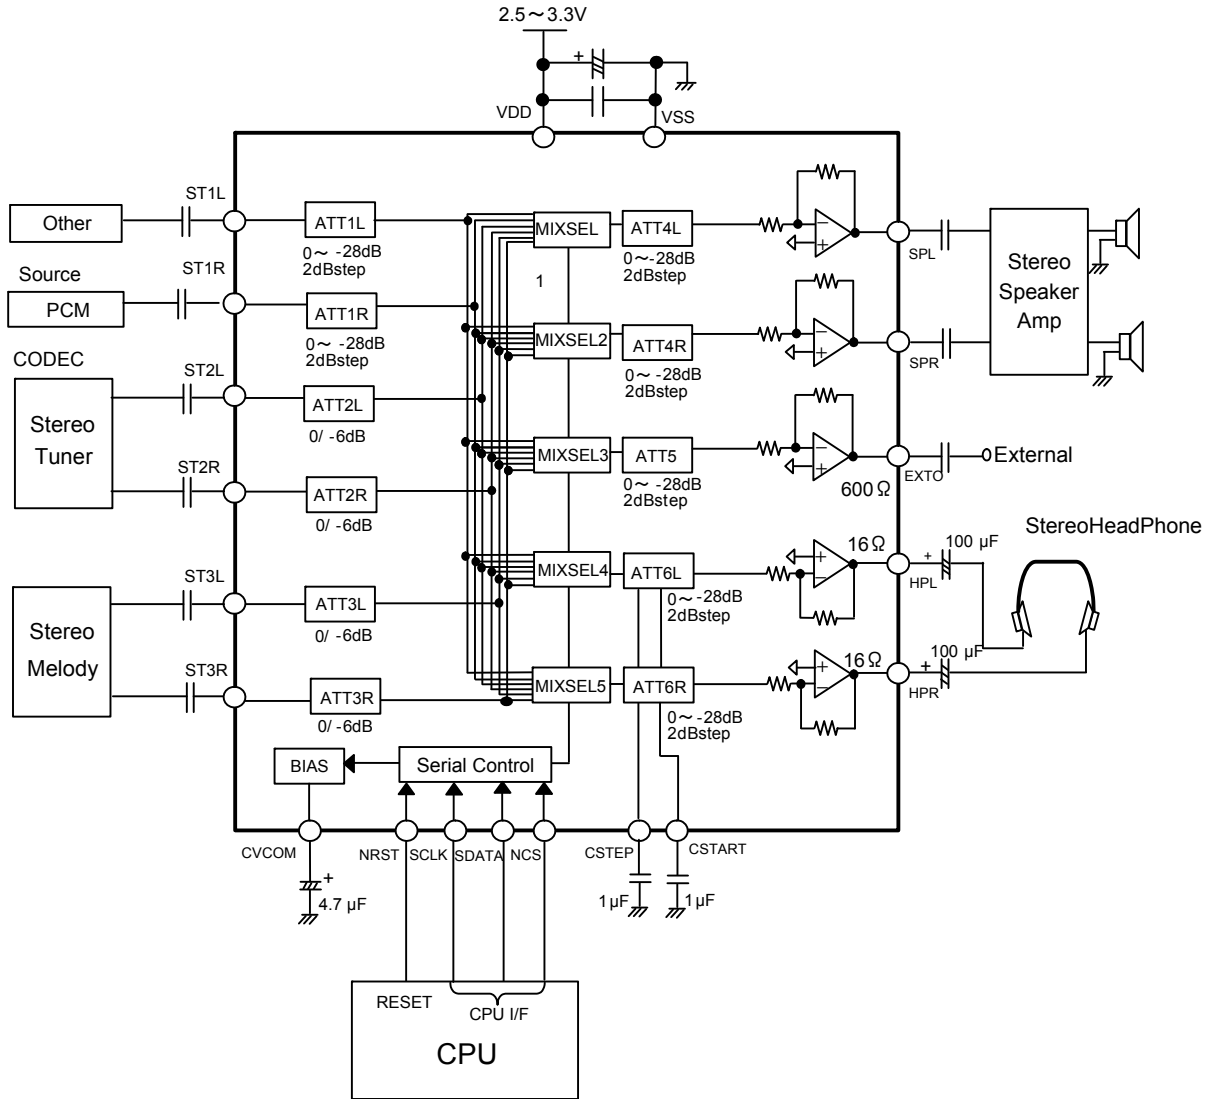 2.5～3.3V
+
VDD
VSS
ST1L
Other
ATT1L
MIXSEL
ATT4L
−
+
SPL
0～ -28dB
2dBstep
0～-28dB
2dBstep
ST1R
Source
PCM
1
Stereo
Speaker
Amp
ATT1R
0～ -28dB
2dBstep
MIXSEL2
ATT4R
0～ -28dB
2dBstep
−
+
SPR
CODEC
ST2L
Stereo
Tuner
ATT2L
0/ -6dB
MIXSEL3
ATT5
0～ -28dB
2dBstep
−
+
600Ω
EXTO
External
ST2R
ATT2R
0/ -6dB
StereoHeadPhone
ST3L
Stereo
Melody
ATT3L
0/ -6dB
MIXSEL4
ATT6L
0～ -28dB
2dBstep
+
−
16Ω
HPL
+
100 µF
ST3R
ATT3R
0/ -6dB
MIXSEL5
ATT6R
0～ -28dB
2dBstep
+
−
16Ω
HPR
+
100 µF
BIAS
Serial Control
CVCOM
NRST
SCLK
SDATA
NCS
CSTEP
CSTART
+
4.7 µF
1µF
1µF
RESET
CPU I/F
CPU